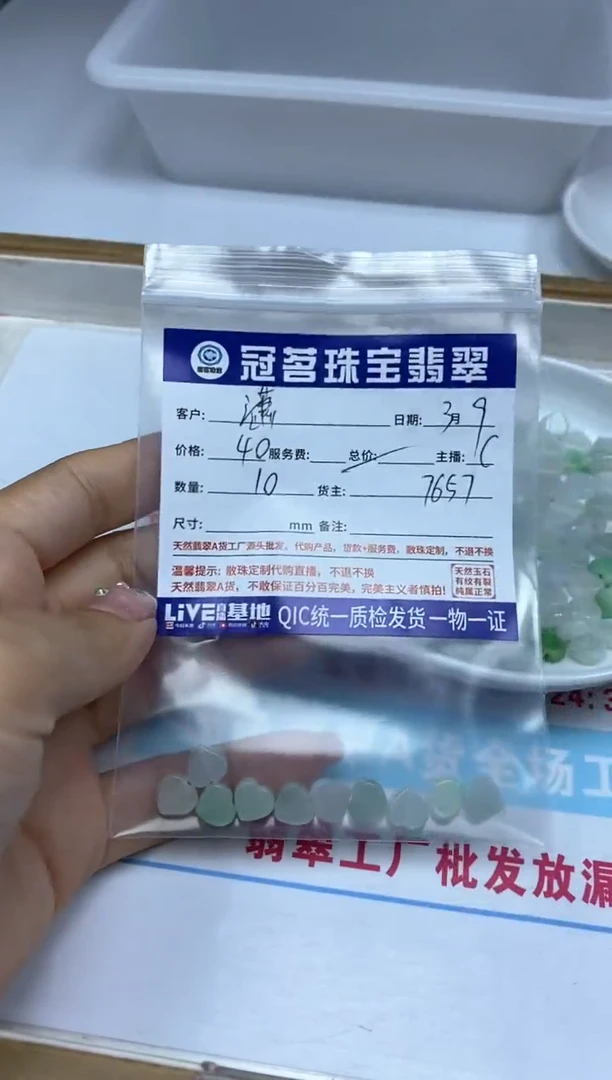 冠茗珠宝翡翠
客户: 日期: 3月9
价格: 40 服务费: 总价: 主播: C
数量: 10 货主: 7657
尺寸: mm 备注:
天然翡翠A货工厂源头批发，代购产品，货款+服务费，散珠定制，不退不换
温馨提示: 散珠定制代购直播，不退不换
天然翡翠A货，不敢保证百分百完美，完美主义者慎拍!
天然玉石
有纹有裂
纯属正常
LiVE 基地 QIC统一质检发货 一物一证
24:3
A货全场工
翡翠工厂批发放漏